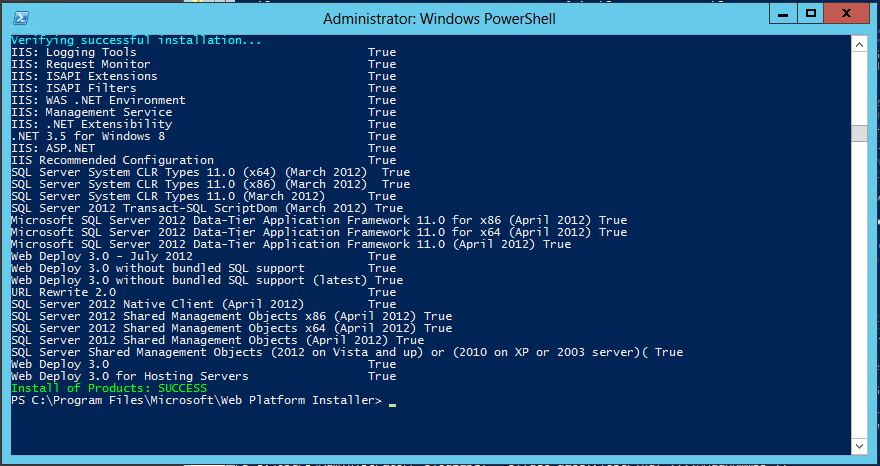 Administrator: Windows PowerShell
Verifying successful installation...
IIS: Logging Tools True
IIS: Request Monitor True
IIS: ISAPI Extensions True
IIS: ISAPI Filters True
IIS: WAS .NET Environment True
IIS: Management Service True
IIS: .NET Extensibility True
.NET 3.5 for Windows 8 True
IIS: ASP.NET True
IIS Recommended Configuration True
SQL Server System CLR Types 11.0 (x64) (March 2012) True
SQL Server System CLR Types 11.0 (x86) (March 2012) True
SQL Server System CLR Types 11.0 (March 2012) True
SQL Server 2012 Transact-SQL ScriptDom (March 2012) True
Microsoft SQL Server 2012 Data-Tier Application Framework 11.0 for x86 (April 2012) True
Microsoft SQL Server 2012 Data-Tier Application Framework 11.0 for x64 (April 2012) True
Microsoft SQL Server 2012 Data-Tier Application Framework 11.0 (April 2012) True
Web Deploy 3.0 - July 2012 True
Web Deploy 3.0 without bundled SQL support True
Web Deploy 3.0 without bundled SQL support (latest) True
URL Rewrite 2.0 True
SQL Server 2012 Native Client (April 2012) True
SQL Server 2012 Shared Management Objects x86 (April 2012) True
SQL Server 2012 Shared Management Objects x64 (April 2012) True
SQL Server 2012 Shared Management Objects (April 2012) True
SQL Server Shared Management Objects (2012 on Vista and up) or (2010 on XP or 2003 server)( True
Web Deploy 3.0 True
Web Deploy 3.0 for Hosting Servers True
Install of Products: SUCCESS
PS C:\Program Files\Microsoft\Web Platform Installer> _